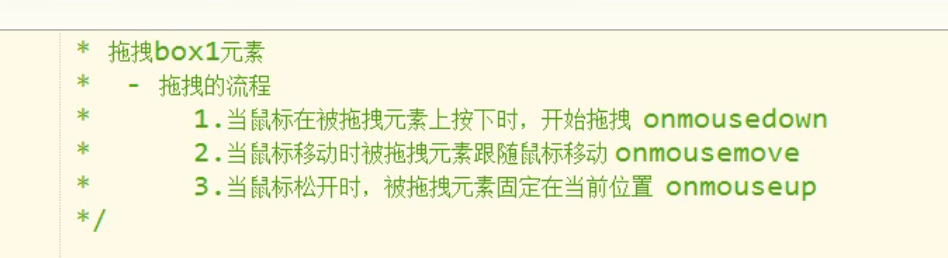 * 拖拽box1元素
* - 拖拽的流程
* 1.当鼠标在被拖拽元素上按下时，开始拖拽 onmousedown
* 2.当鼠标移动时被拖拽元素跟随鼠标移动 onmousemove
* 3.当鼠标松开时，被拖拽元素固定在当前位置 onmouseup
*/